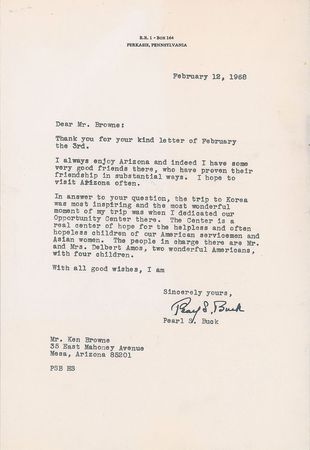 R.R. 1 - BOX 164
PERKASIE, PENNSYLVANIA
February 12, 1968
Dear Mr. Browne:
Thank you for your kind letter of February
the 3rd.
I always enjoy Arizona and indeed I have some
very good friends there, who have proven their
friendship in substantial ways. I hope to
visit Arizona often.
In answer to your question, the trip to Korea
was most inspiring and the most wonderful
moment of my trip was when I dedicated our
Opportunity Center there. The Center is a
real center of hope for the helpless and often
hopeless children of our American servicemen and
Asian women. The people in charge there are Mr.
and Mrs. Delbert Amos, two wonderful Americans,
with four children.
With all good wishes, I am
Sincerely yours,
Pearl S. Buck
Pearl S. Buck
Mr. Ken Browne
35 East Mahoney Avenue
Mesa, Arizona 85201
PSB HS